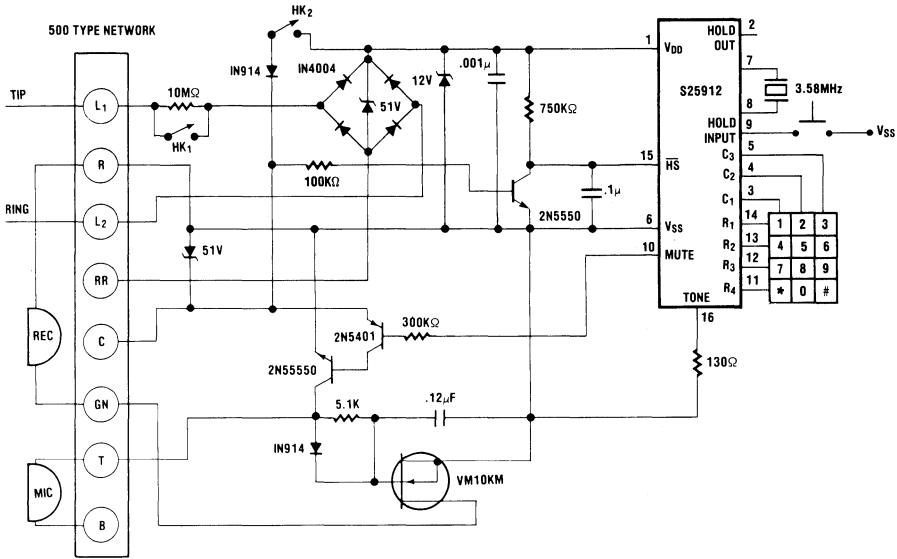 HK2
500 TYPE NETWORK
1
VDD
HOLD
OUT
2
IN914
IN4004
12V
.001µ
7
TIP
L1
10MΩ
51V
S25912
3.58MHz
750KΩ
8
HK1
HOLD
INPUT
9
VSS
R
15
HS
C3
5
100KΩ
.1µ
C2
4
2N5550
C1
3
RING
L2
6
VSS
R1
14
1
2
3
51V
10
MUTE
R2
13
4
5
6
RR
R3
12
7
8
9
R4
11
*
0
#
TONE
300KΩ
16
REC
C
2N5401
2N55550
130Ω
GN
5.1K
.12µF
IN914
T
MIC
VM10KM
B